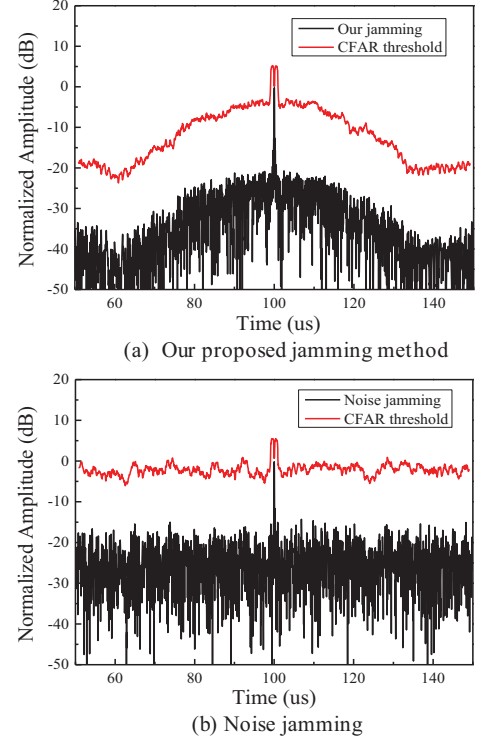 20
10
0
-10
-20
-30
-40
-50
Normalized Amplitude (dB)
Our jamming
CFAR threshold
60 80 100 120 140
Time (us)
(a) Our proposed jamming method
20
10
0
-10
-20
-30
-40
-50
Normalized Amplitude (dB)
Noise jamming
CFAR threshold
60 80 100 120 140
Time (us)
(b) Noise jamming